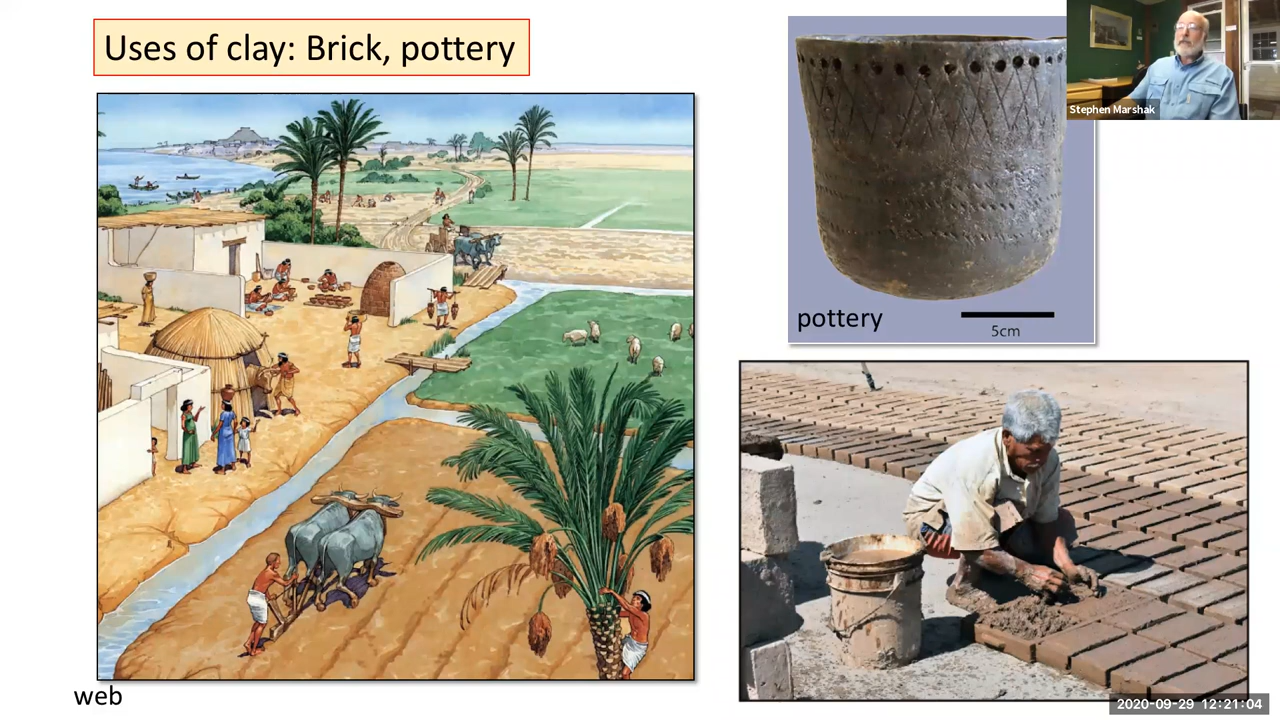 Uses of clay: Brick, pottery
Stephen Marshak
pottery
5cm
web
2020-09-29 12:21:04